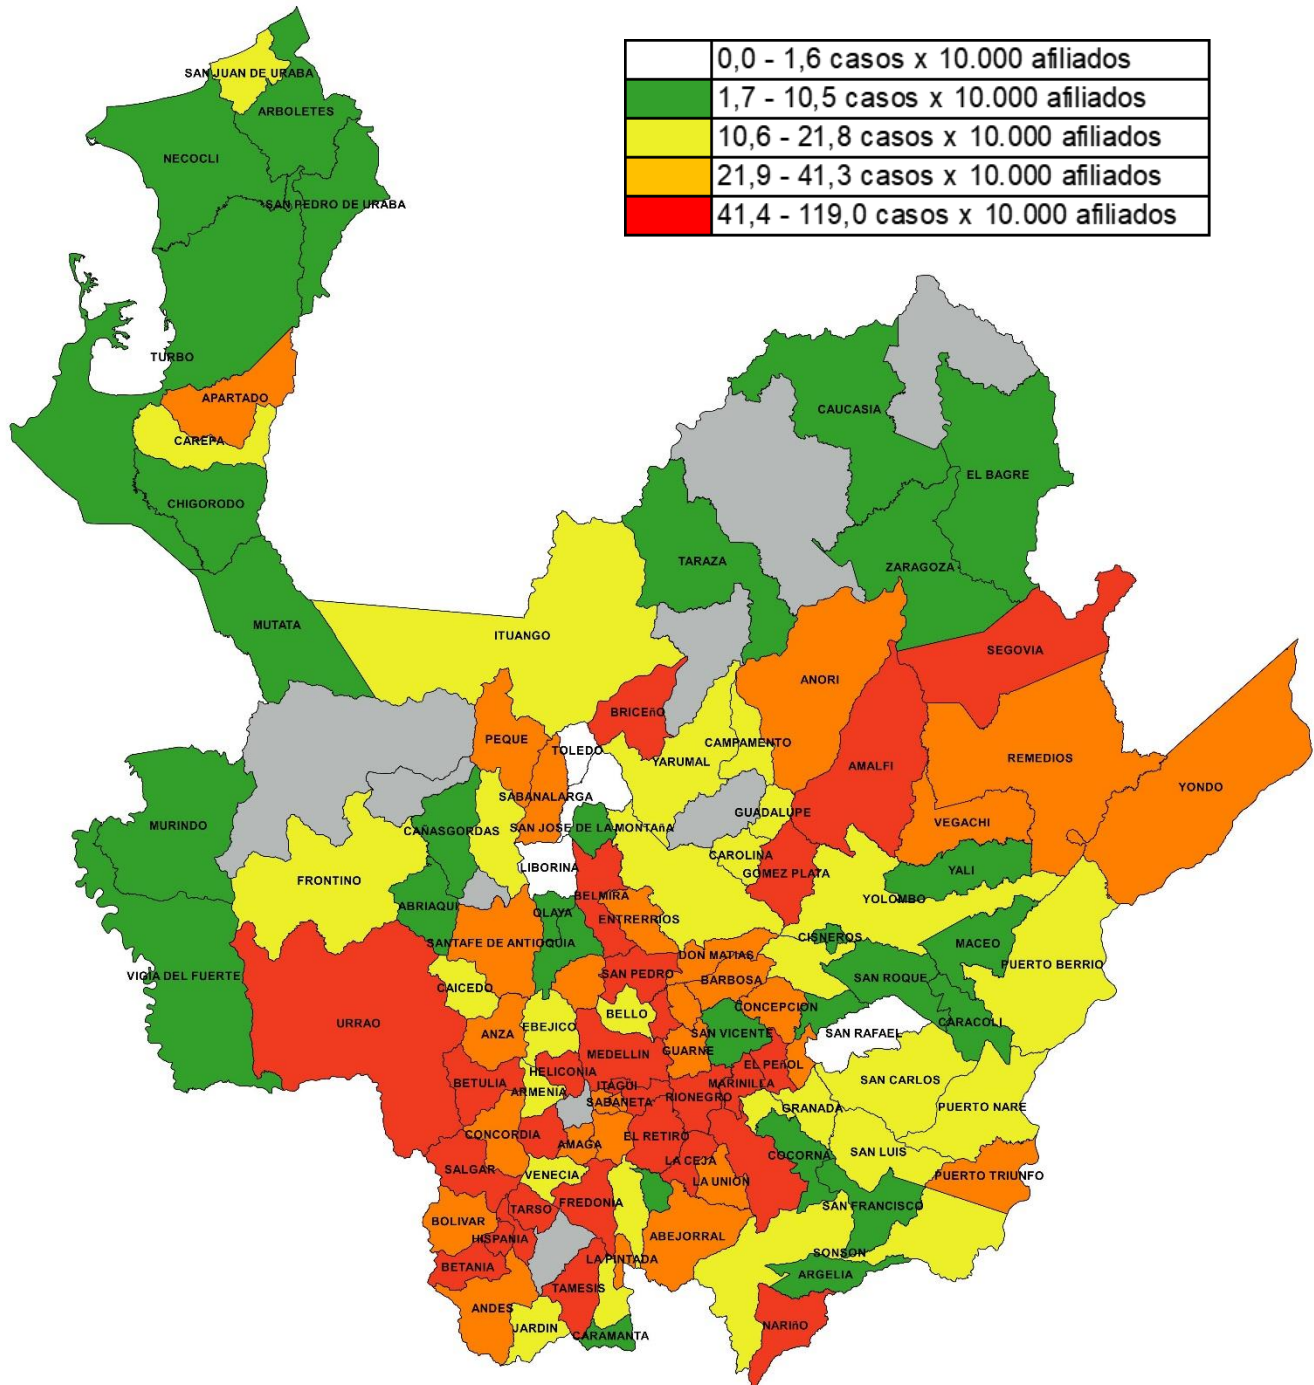 0,0 - 1,6 casos x 10.000 afiliados
1,7 - 10,5 casos x 10.000 afiliados
10,6 - 21,8 casos x 10.000 afiliados
21,9 - 41,3 casos x 10.000 afiliados
41,4 - 119,0 casos x 10.000 afiliados
SAN JUAN DE URABA
ARBOLETES
NECOCLI
SAN PEDRO DE URABA
TURBO
APARTADO
CAREPA
CAUCASIA
EL BAGRE
CHIGORODO
TARAZA
ZARAGOZA
MUTATA
ITUANGO
SEGOVIA
ANORI
BRICEñO
PEQUE
TOLEDO
CAMPAMENTO
YARUMAL
AMALFI
REMEDIOS
YONDO
SABANALARGA
GUADALUPE
VEGACHI
MURINDO
CAÑASGORDAS
SAN JOSE DE LA MONTAñA
CAROLINA
LIBORINA
GOMEZ PLATA
YALI
FRONTINO
BELMIRA
YOLOMBO
ABRIAQUI
OLAYA
ENTRERRIOS
CISNEROS
SANTAFE DE ANTIOQUIA
MACEO
DON MATIAS
PUERTO BERRIO
VIGIA DEL FUERTE
SAN PEDRO
BARBOSA
SAN ROQUE
CAICEDO
CONCEPCION
BELLO
URRAO
EBEJICO
CARACOLI
ANZA
SAN VICENTE
SAN RAFAEL
MEDELLIN
GUARNE
EL PEñOL
HELICONIA
BETULIA
ITAGÜI
MARINILLA
SAN CARLOS
ARMENIA
SABANETA
RIONEGRO
GRANADA
PUERTO NARE
CONCORDIA
AMAGA
EL RETIRO
SAN LUIS
COCORNA
LA CEJA
SALGAR
VENECIA
PUERTO TRIUNFO
LA UNION
FREDONIA
TARSO
SAN FRANCISCO
BOLIVAR
HISPANIA
ABEJORRAL
SONSON
LA PINTADA
BETANIA
ARGELIA
TAMESIS
ANDES
JARDIN
NARIñO
CARAMANTA